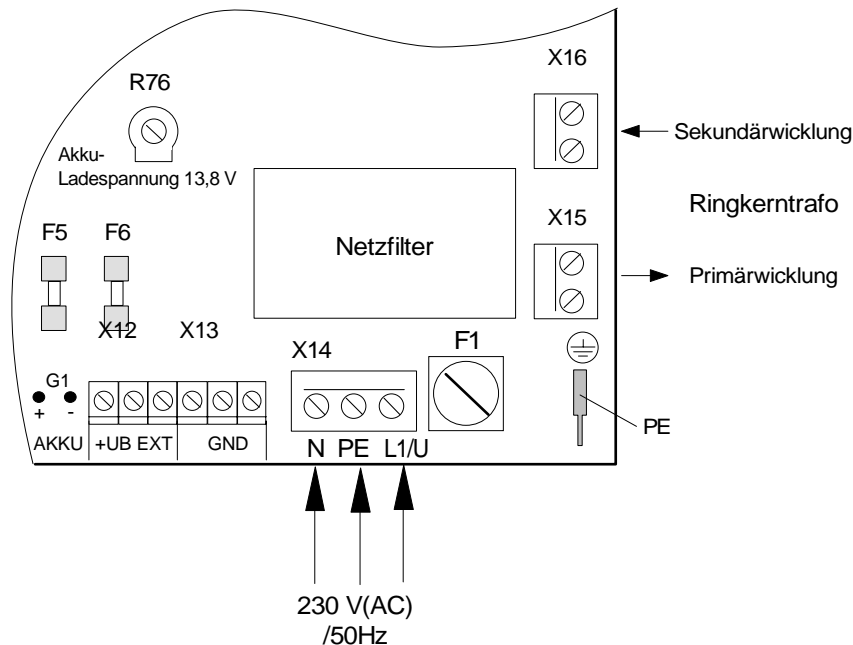 X16
R76
Sekundärwicklung
Akku-
Ladespannung 13,8 V
Ringkerntrafo
X15
F5
F6
Netzfilter
Primärwicklung
X12
X13
X14
F1
G1
+
-
PE
AKKU
+UB EXT
GND
N
PE
L1/U
230 V(AC)
/50Hz